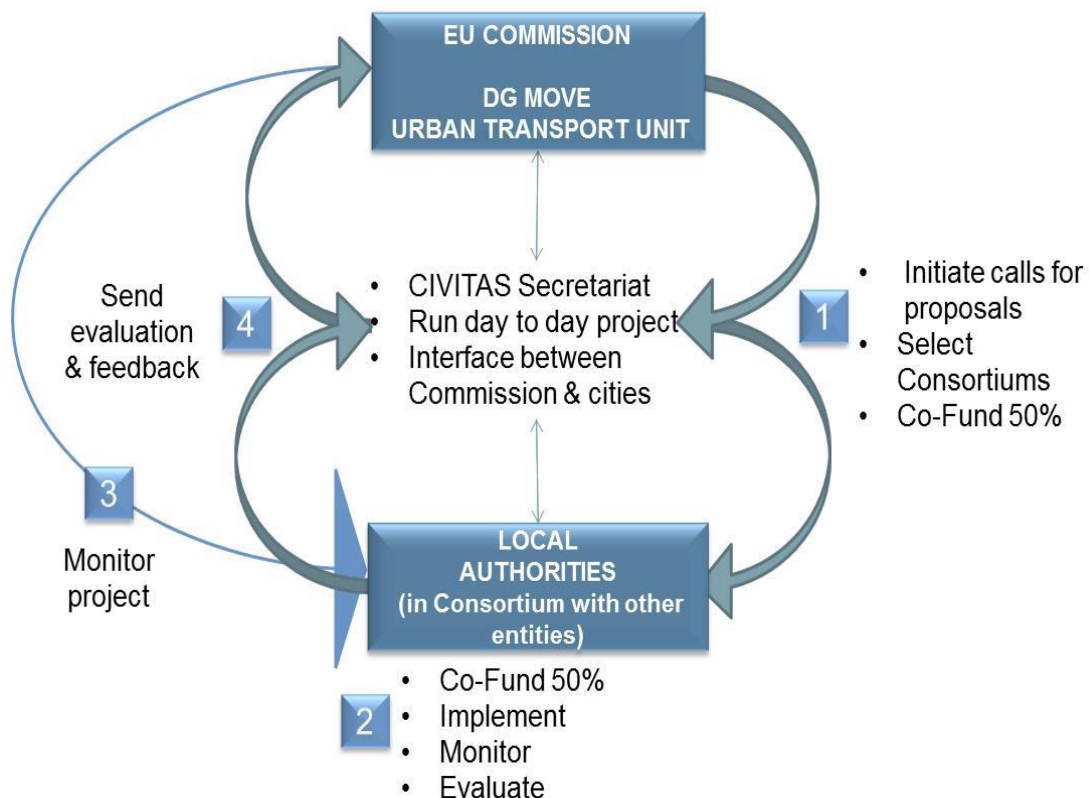 EU COMMISSION
DG MOVE
URBAN TRANSPORT UNIT
• Initiate calls for
proposals
• Select
Consortiums
• Co-Fund 50%
1
• CIVITAS Secretariat
• Run day to day project
• Interface between
Commission & cities
Send
evaluation
& feedback
4
3
Monitor
project
LOCAL
AUTHORITIES
(in Consortium with other
entities)
2
• Co-Fund 50%
• Implement
• Monitor
• Evaluate